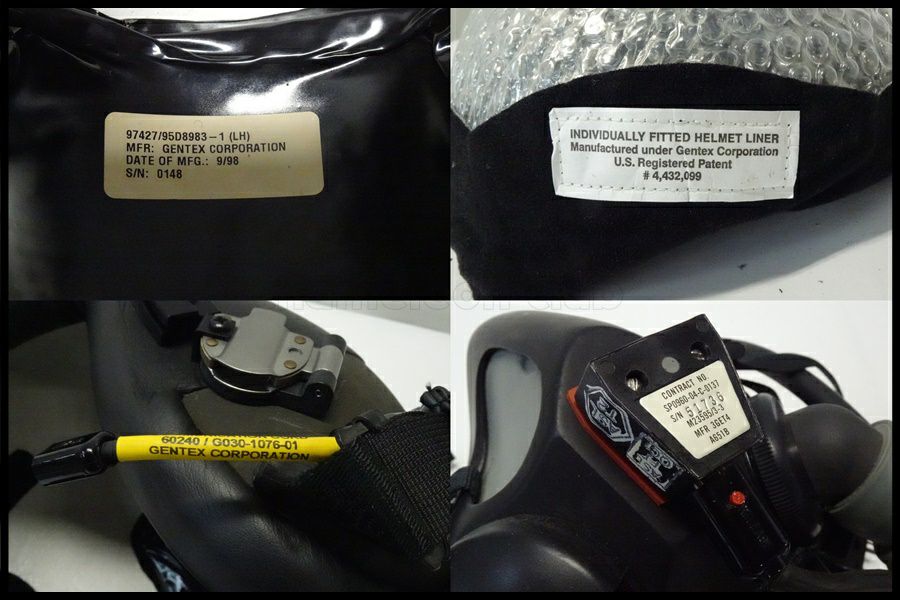 97427/95D8983-1 (LH)
MFR: GENTEX CORPORATION
DATE OF MFG.: 9/98
S/N: 0148
INDIVIDUALLY FITTED HELMET LINER
Manufactured under Gentex Corporation
U.S. Registered Patent
# 4,432,099
60240 / G030-1076-01
GENTEX CORPORATION
CONTRACT NO.
SP0960-04-C-0137
S/N 51736
M23595/3-3
MFR 3GET4
A651B